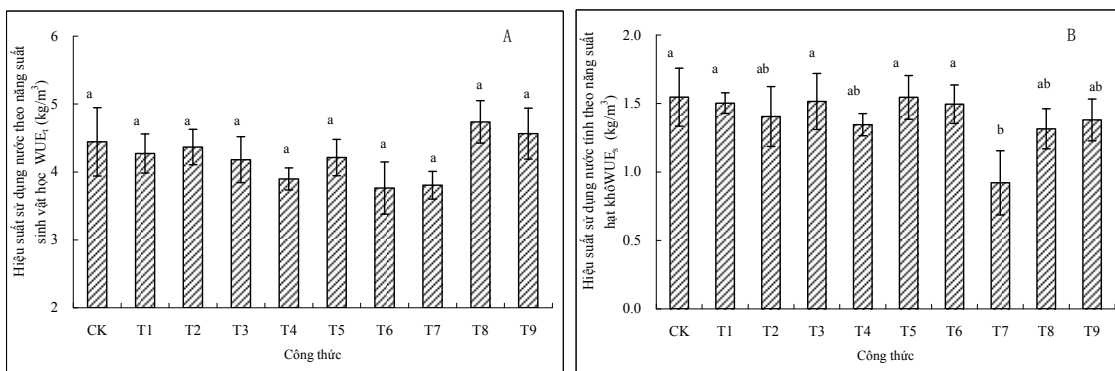 A
Hiệu suất sử dụng nước theo năng suất
sinh vật học WUEt (kg/m3)
6
5
4
3
2
a
a
a
a
a
a
a
a
a
a
CK T1 T2 T3 T4 T5 T6 T7 T8 T9
Công thức
B
Hiệu suất sử dụng nước tính theo năng suất
hạt khôWUEs (kg/m3)
2.0
1.5
1.0
0.5
0.0
a
a
ab
a
ab
a
a
b
ab
ab
CK T1 T2 T3 T4 T5 T6 T7 T8 T9
Công thức